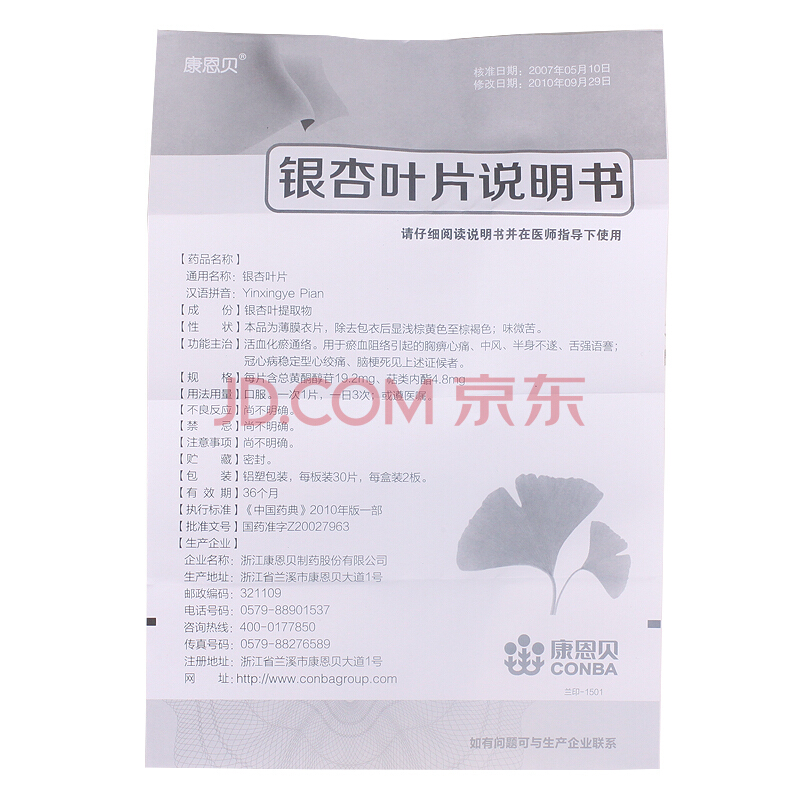 康恩贝®
核准日期：2007年05月10日
修改日期：2010年09月29日
银杏叶片说明书
请仔细阅读说明书并在医师指导下使用
【药品名称】
通用名称：银杏叶片
汉语拼音：Yinxingye Pian
【成　　份】银杏叶提取物
【性　　状】本品为薄膜衣片，除去包衣后显浅棕黄色至棕褐色；味微苦。
【功能主治】活血化瘀通络。用于瘀血阻络引起的胸痹心痛、中风、半身不遂、舌强语謇；
冠心病稳定型心绞痛、脑梗死见上述证候者。
【规　　格】每片含总黄酮醇苷19.2mg、萜类内酯4.8mg
【用法用量】口服。一次1片，一日3次；或遵医嘱。
【不良反应】尚不明确。
【禁　　忌】尚不明确。
【注意事项】尚不明确。
【贮　　藏】密封。
【包　　装】铝塑包装，每板装30片，每盒装2板。
【有 效 期】36个月
【执行标准】《中国药典》2010年版一部
【批准文号】国药准字Z20027963
【生产企业】
企业名称：浙江康恩贝制药股份有限公司
生产地址：浙江省兰溪市康恩贝大道1号
邮政编码：321109
电话号码：0579-88901537
咨询热线：400-0177850
传真号码：0579-88276589
注册地址：浙江省兰溪市康恩贝大道1号
网　　址：http://www.conbagroup.com
JD.COM 京东
康恩贝
CONBA
兰印-1501
如有问题可与生产企业联系